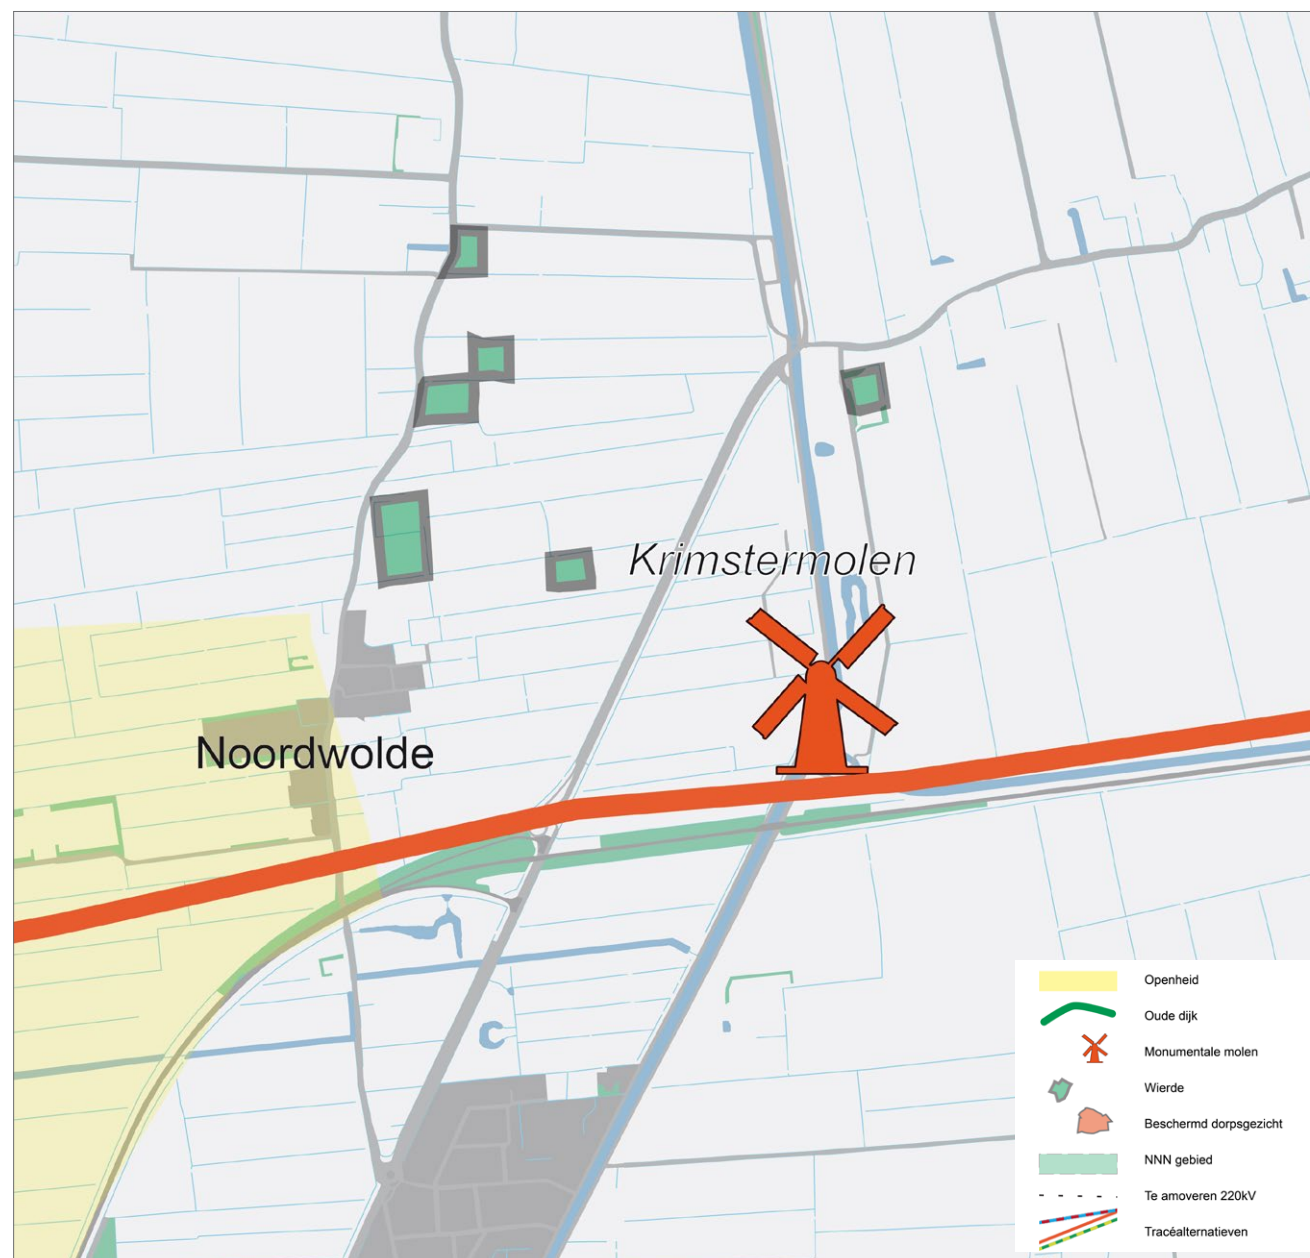 Krimstermolen
Noordwolde
Openheid
Oude dijk
Monumentale molen
Wierde
Beschermd dorpsgezicht
NNN gebied
Te amoveren 220kV
Tracéalternatieven